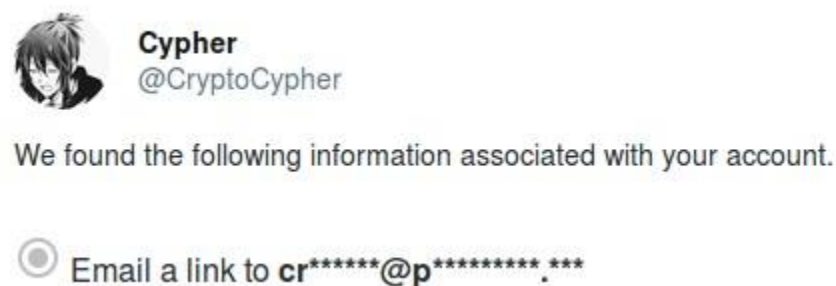 Cypher
@CryptoCypher
We found the following information associated with your account.
Email a link to cr******@p*********.***